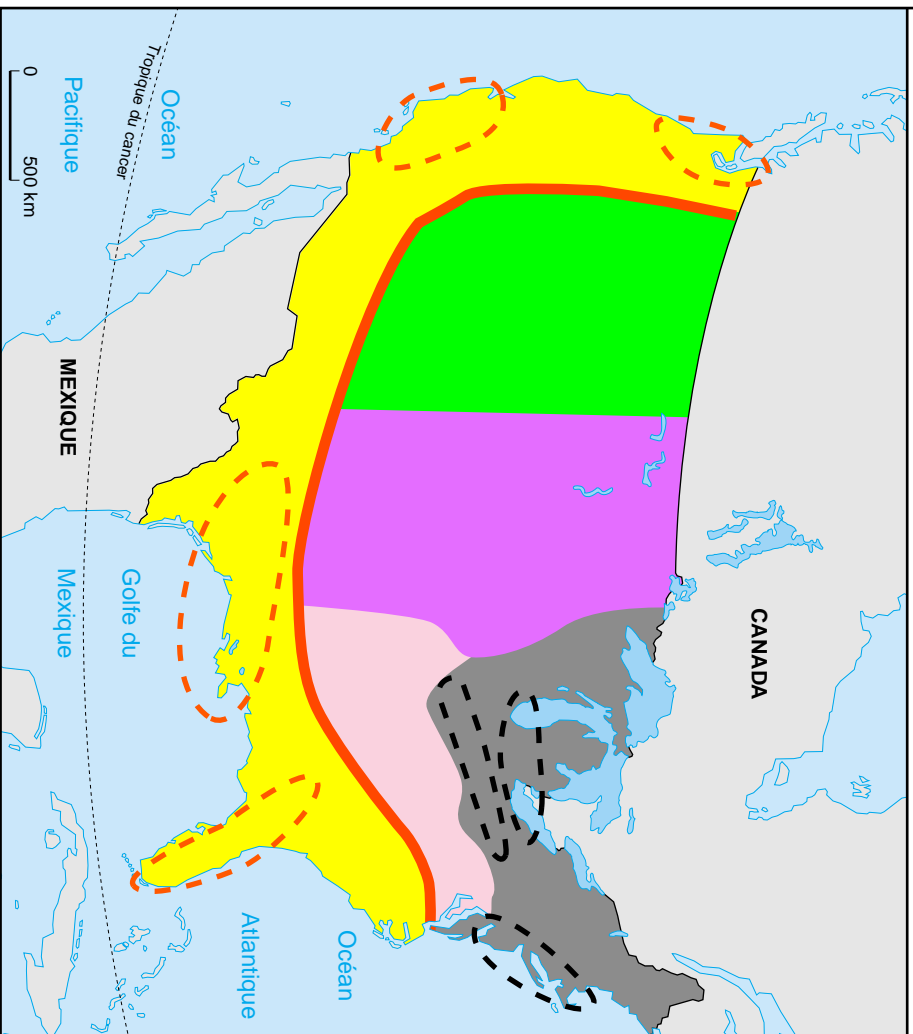 CANADA
Océan
Pacifique
Tropique du cancer
0
500 km
MEXIQUE
Golfe du
Mexique
Océan
Atlantique